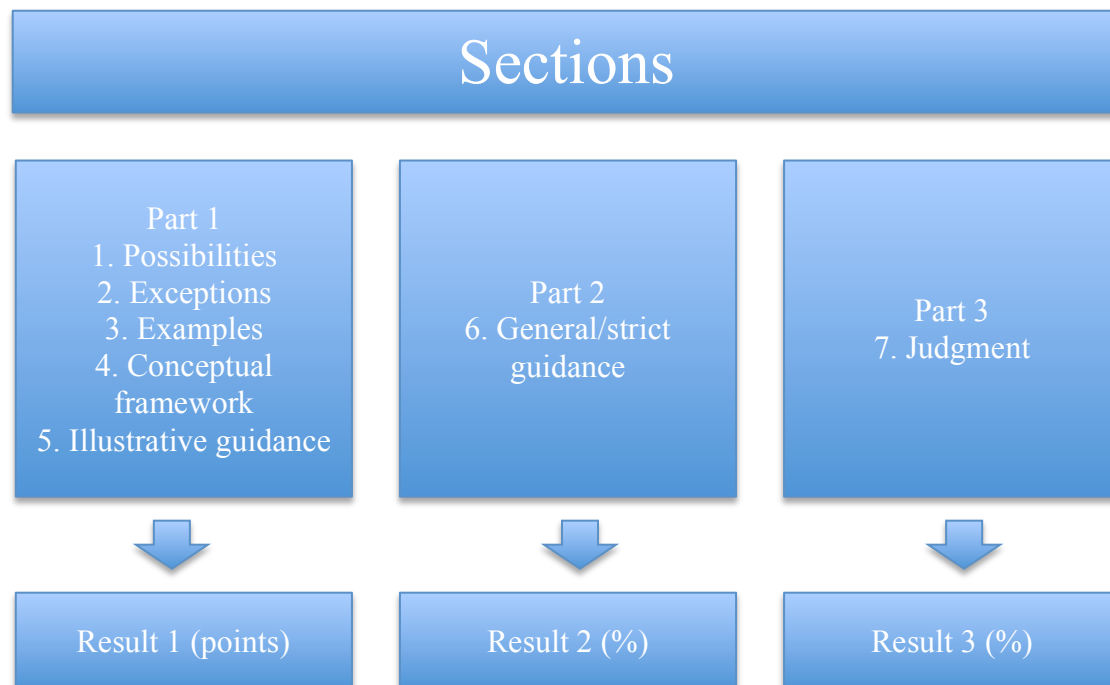 Sections
Part 1
1. Possibilities
2. Exceptions
3. Examples
4. Conceptual
framework
5. Illustrative guidance
Part 2
6. General/strict
guidance
Part 3
7. Judgment
Result 1 (points)
Result 2 (%)
Result 3 (%)